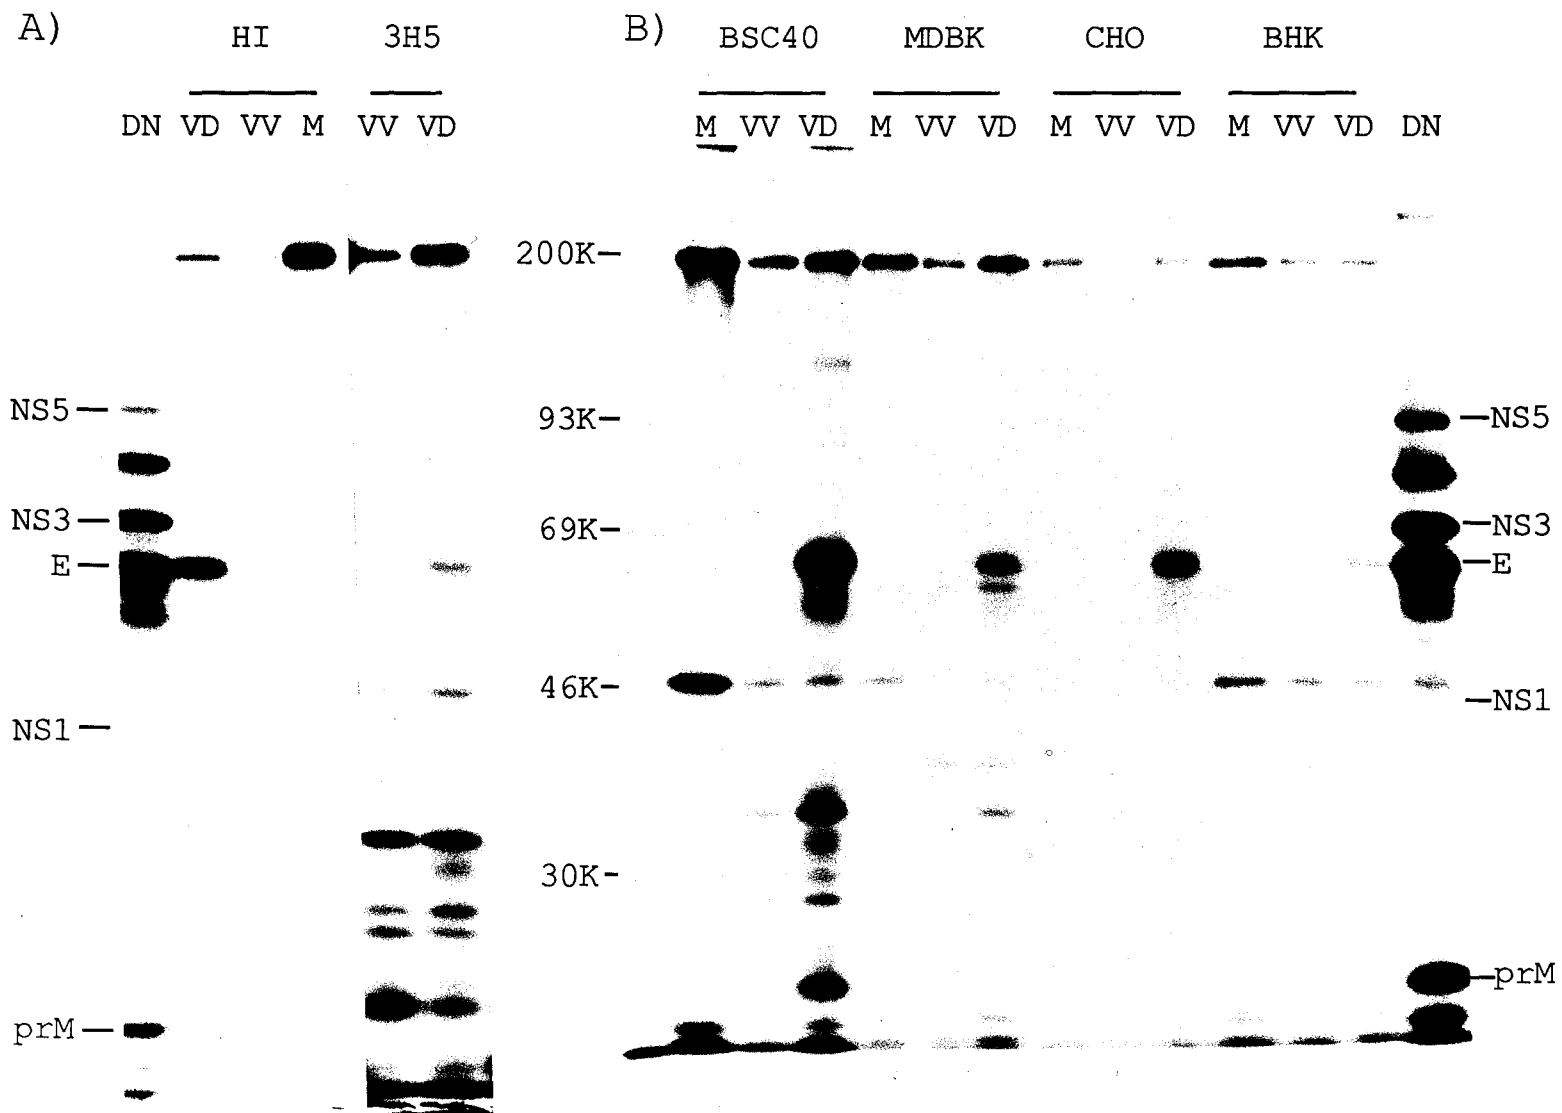 A) HI 3H5 B) BSC40 MDBK CHO BHK
DN VD VV M VV VD M VV VD M VV VD M VV VD M VV VD DN
200K
NS5 93K NS5
NS3 69K NS3
E E
46K NS1
NS1
30K
prM
prM